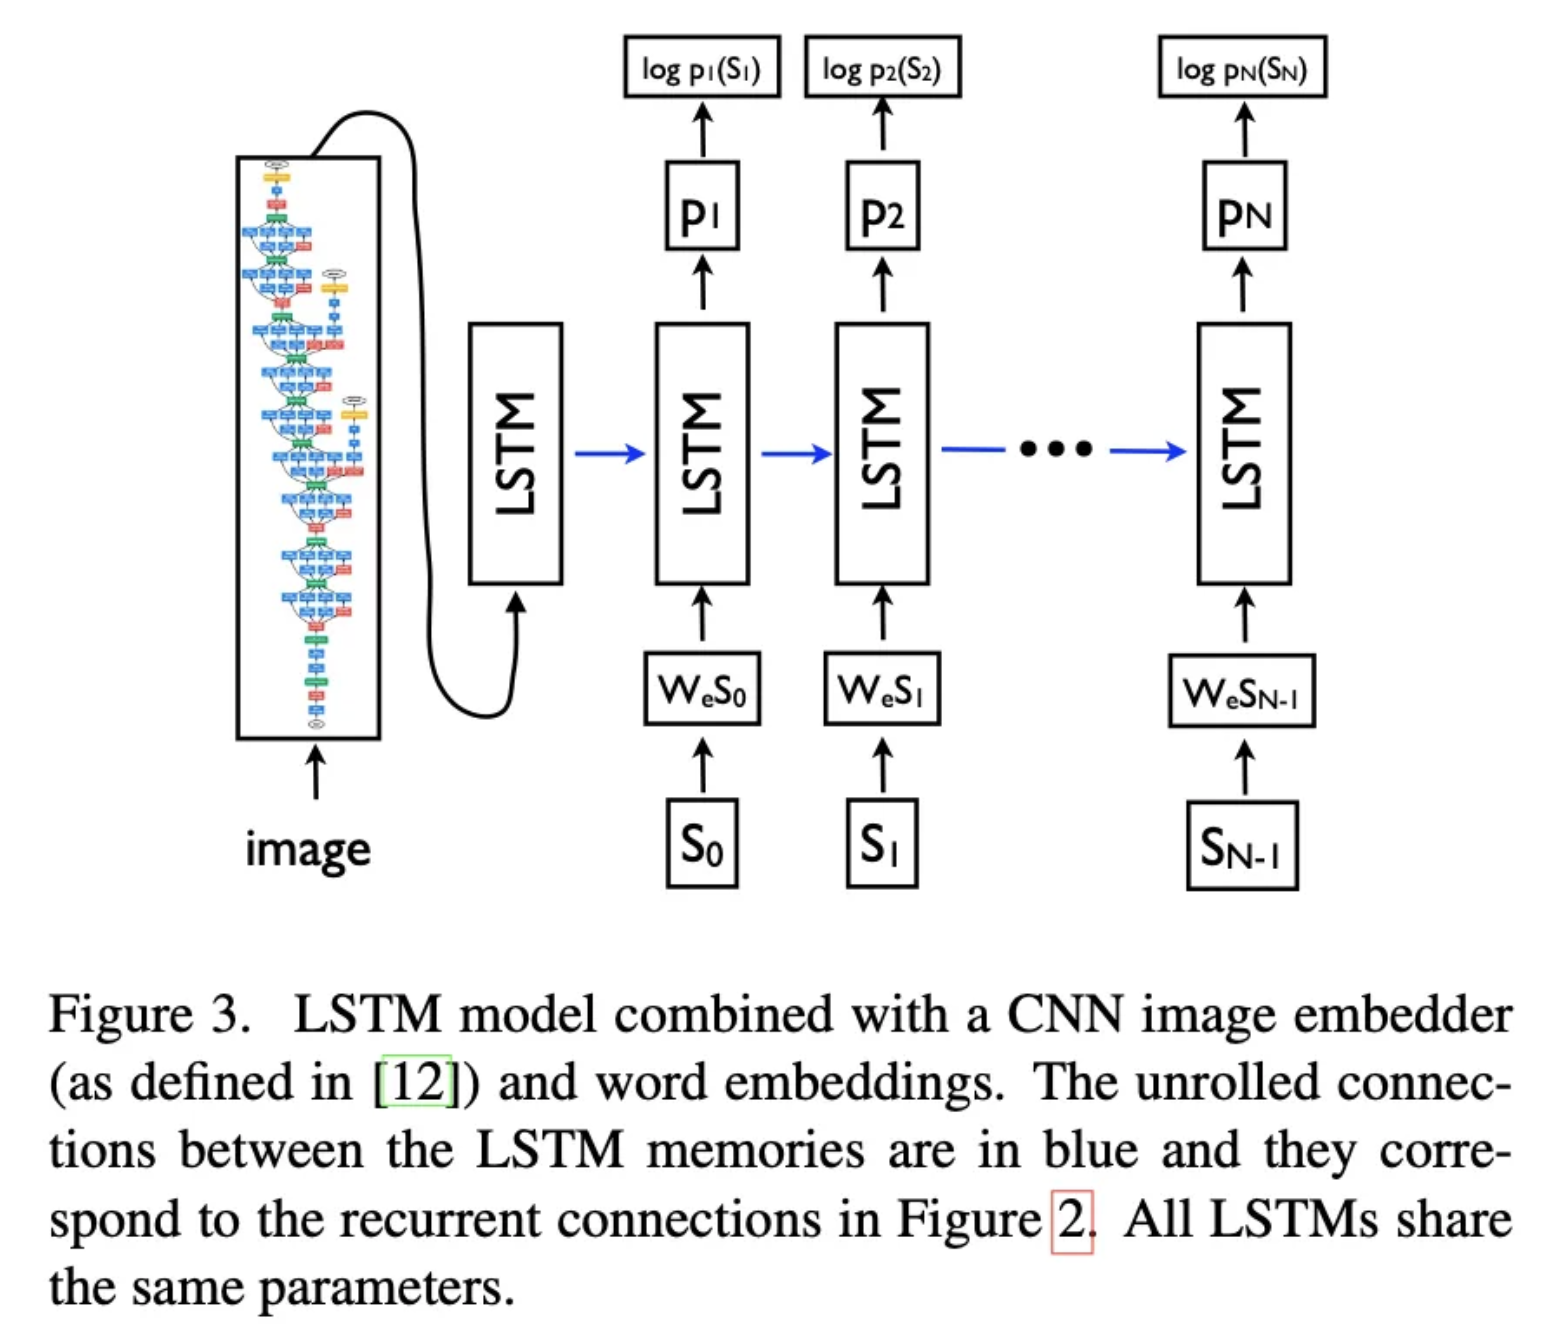 log p1(S1) log p2(S2) log pN(SN)
p1 p2 pN
LSTM LSTM LSTM LSTM
WeS0 WeS1 WeSN-1
image S0 S1 SN-1
Figure 3. LSTM model combined with a CNN image embedder
(as defined in [12]) and word embeddings. The unrolled connec-
tions between the LSTM memories are in blue and they corre-
spond to the recurrent connections in Figure 2. All LSTMs share
the same parameters.